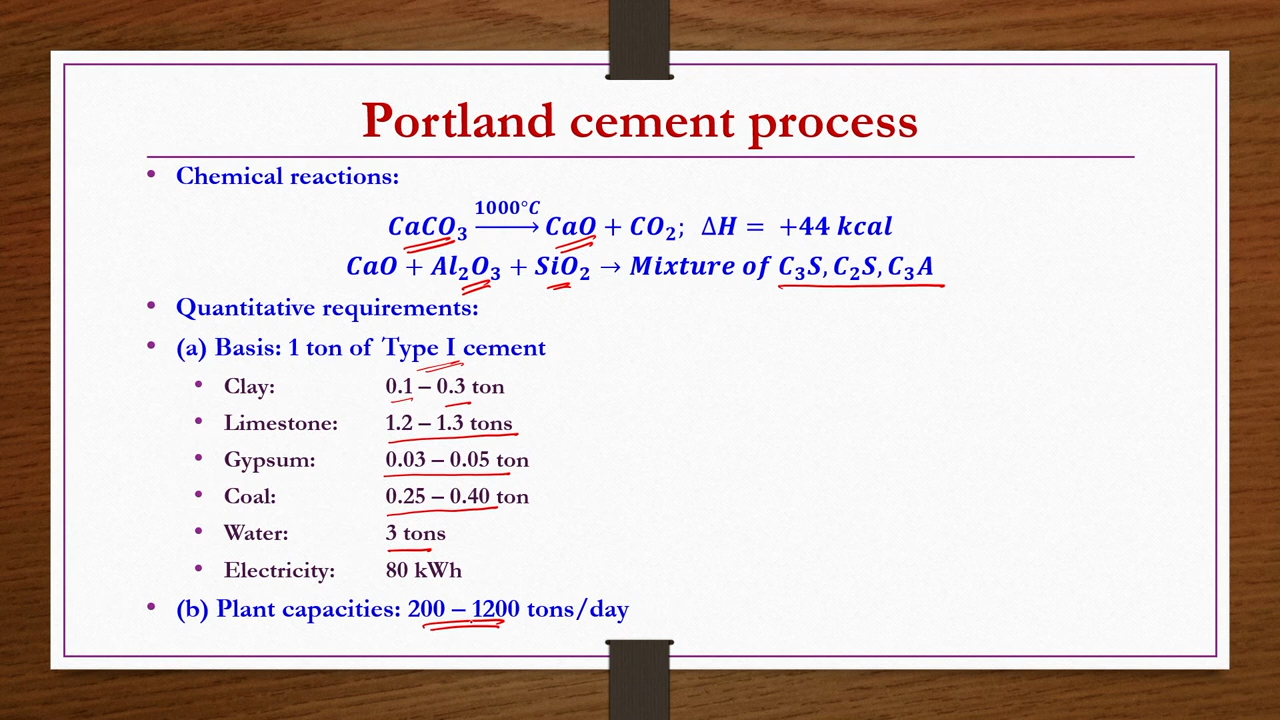 Portland cement process
• Chemical reactions:
CaCO₃ —1000°C→ CaO + CO₂; ΔH = +44 kcal
CaO + Al₂O₃ + SiO₂ → Mixture of C₃S, C₂S, C₃A
• Quantitative requirements:
• (a) Basis: 1 ton of Type I cement
• Clay: 0.1 – 0.3 ton
• Limestone: 1.2 – 1.3 tons
• Gypsum: 0.03 – 0.05 ton
• Coal: 0.25 – 0.40 ton
• Water: 3 tons
• Electricity: 80 kWh
• (b) Plant capacities: 200 – 1200 tons/day